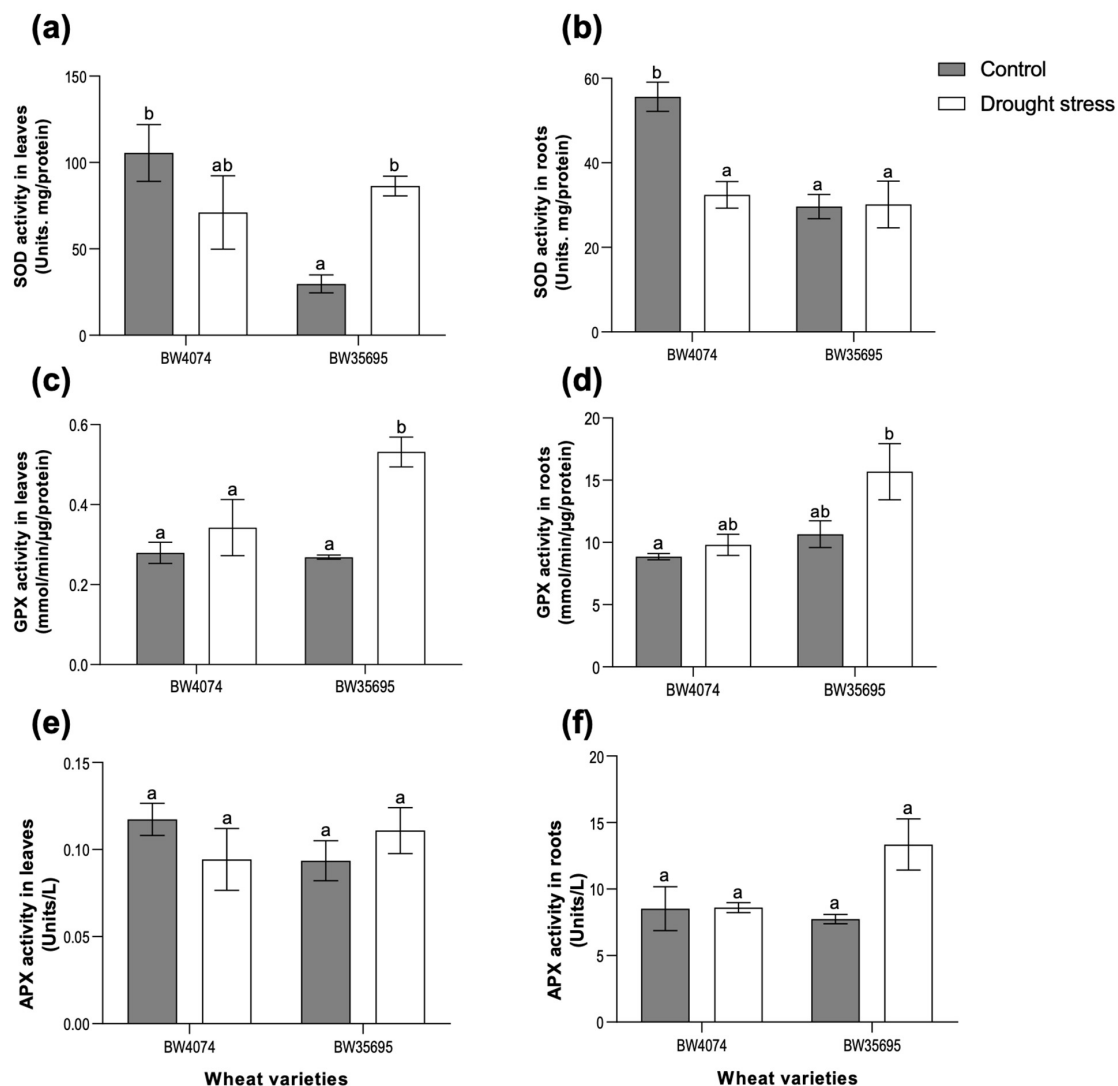 (a)
SOD activity in leaves
(Units. mg/protein)
150
100
50
0
b
ab
a
b
BW4074
BW35695
(b)
SOD activity in roots
(Units. mg/protein)
60
40
20
0
b
a
a
a
BW4074
BW35695
Control
Drought stress
(c)
GPX activity in leaves
(mmol/min/µg/protein)
0.6
0.4
0.2
0.0
a
a
a
b
BW4074
BW35695
(d)
GPX activity in roots
(mmol/min/µg/protein)
20
15
10
5
0
a
ab
ab
b
BW4074
BW35695
(e)
APX activity in leaves
(Units/L)
0.15
0.10
0.05
0.00
a
a
a
a
BW4074
BW35695
Wheat varieties
(f)
APX activity in roots
(Units/L)
20
15
10
5
0
a
a
a
a
BW4074
BW35695
Wheat varieties